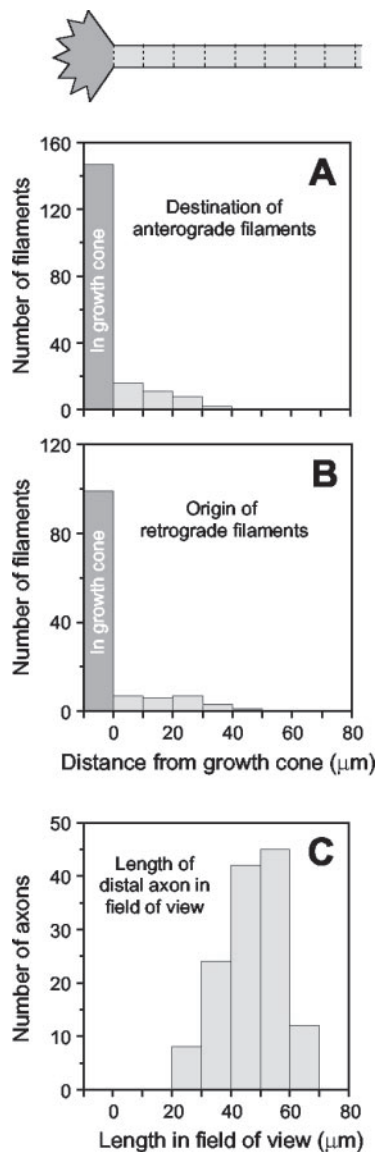 160
120
80
40
0
Number of filaments
In growth cone
A
Destination of
anterograde filaments
120
80
40
0
Number of filaments
In growth cone
B
Origin of
retrograde filaments
0 20 40 60 80
Distance from growth cone (μm)
50
40
30
20
10
0
Number of axons
C
Length of
distal axon in
field of view
0 20 40 60 80
Length in field of view (μm)